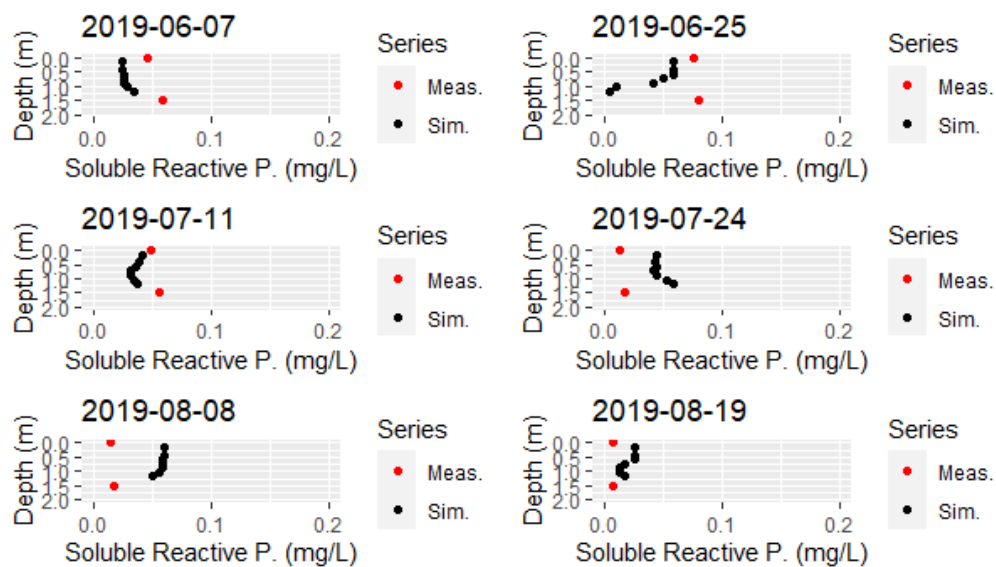 2019-06-07
Depth (m)
0.0
0.5
1.0
1.5
2.0
0.0
0.1
0.2
Soluble Reactive P. (mg/L)
Series
Meas.
Sim.
2019-06-25
Depth (m)
0.0
0.5
1.0
1.5
2.0
0.0
0.1
0.2
Soluble Reactive P. (mg/L)
Series
Meas.
Sim.
2019-07-11
Depth (m)
0.0
0.5
1.0
1.5
2.0
0.0
0.1
0.2
Soluble Reactive P. (mg/L)
Series
Meas.
Sim.
2019-07-24
Depth (m)
0.0
0.5
1.0
1.5
2.0
0.0
0.1
0.2
Soluble Reactive P. (mg/L)
Series
Meas.
Sim.
2019-08-08
Depth (m)
0.0
0.5
1.0
1.5
2.0
0.0
0.1
0.2
Soluble Reactive P. (mg/L)
Series
Meas.
Sim.
2019-08-19
Depth (m)
0.0
0.5
1.0
1.5
2.0
0.0
0.1
0.2
Soluble Reactive P. (mg/L)
Series
Meas.
Sim.